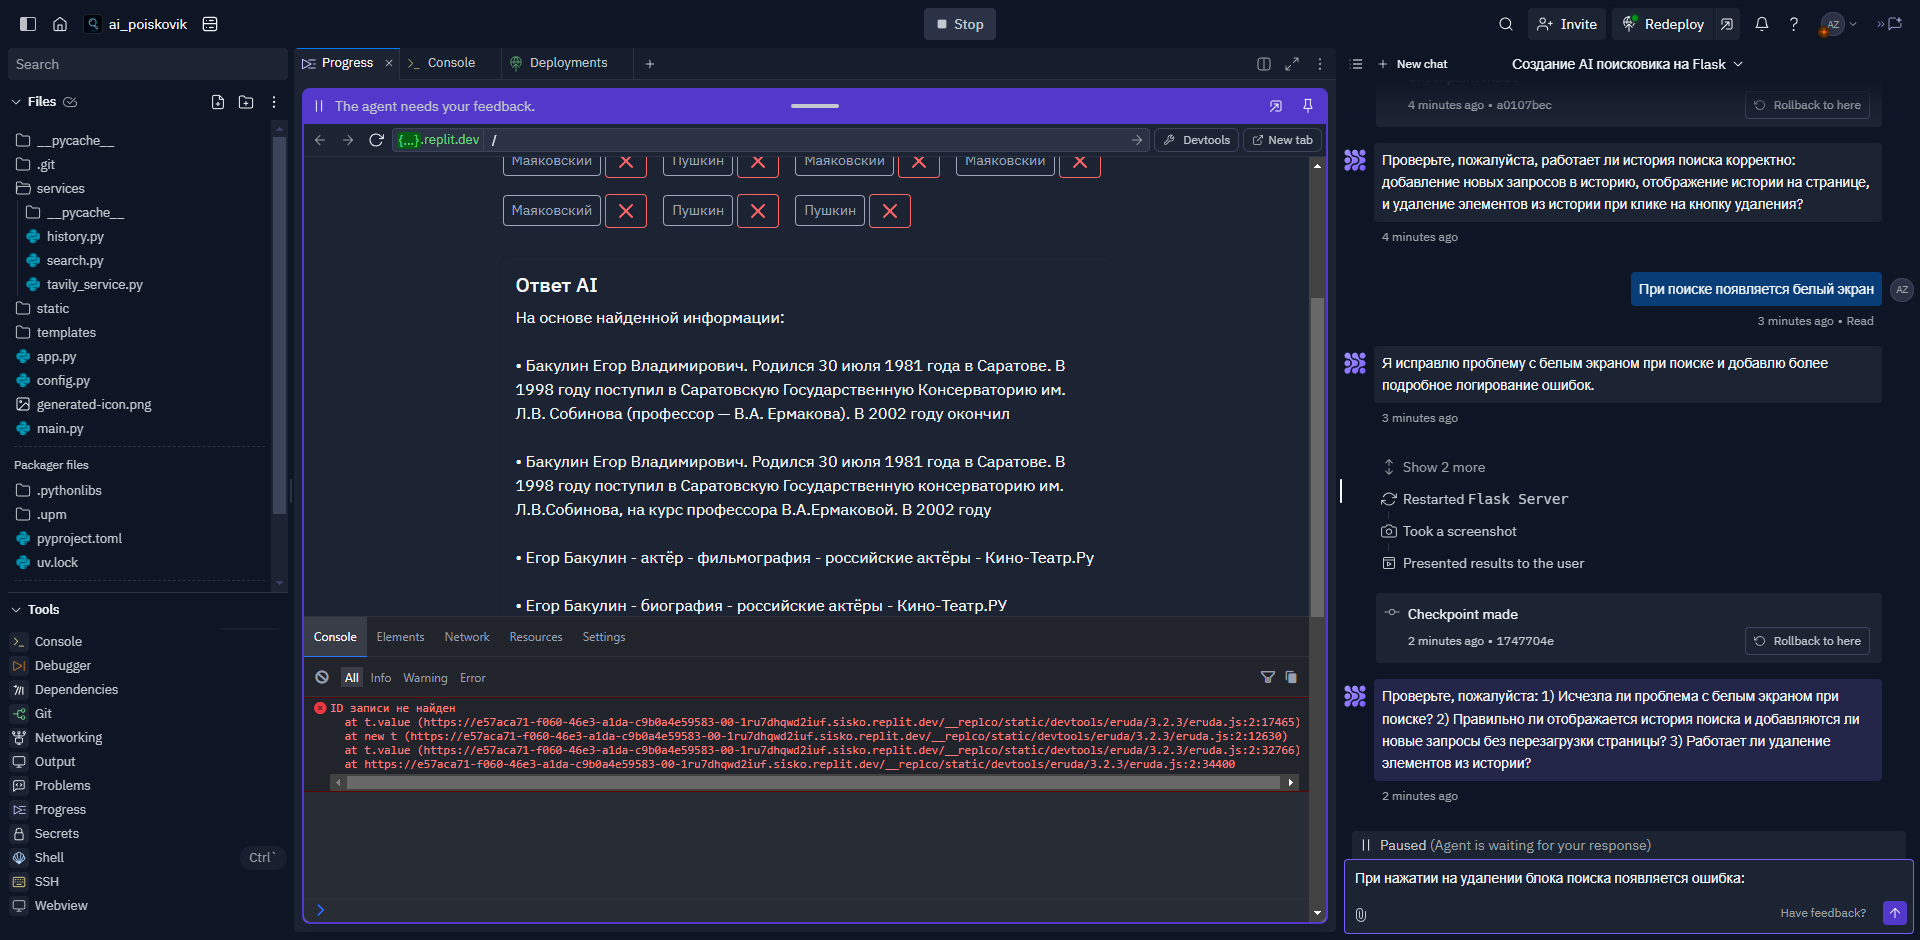 ai_poiskovik
Stop
Invite
Redeploy
AZ
Search
Files
__pycache__
.git
services
__pycache__
history.py
search.py
tavily_service.py
static
templates
app.py
config.py
generated-icon.png
main.py
Packager files
.pythonlibs
.upm
pyproject.toml
uv.lock
Tools
Console
Debugger
Dependencies
Git
Networking
Output
Problems
Progress
Secrets
Shell
Ctrl`
SSH
Webview
Progress
Console
Deployments
The agent needs your feedback.
{...}.replit.dev /
Devtools
New tab
Маяковский Пушкин Маяковский Маяковский
Маяковский Пушкин Пушкин
Ответ AI
На основе найденной информации:
• Бакулин Егор Владимирович. Родился 30 июля 1981 года в Саратове. В
1998 году поступил в Саратовскую Государственную Консерваторию им.
Л.В. Собинова (профессор — В.А. Ермакова). В 2002 году окончил
• Бакулин Егор Владимирович. Родился 30 июля 1981 года в Саратове. В
1998 году поступил в Саратовскую Государственную консерваторию им.
Л.В.Собинова, на курс профессора В.А.Ермаковой. В 2002 году
• Егор Бакулин - актёр - фильмография - российские актёры - Кино-Театр.Ру
• Егор Бакулин - биография - российские актёры - Кино-Театр.РУ
Console Elements Network Resources Settings
All Info Warning Error
ID записи не найден
at t.value (https://e57aca71-f060-46e3-a1da-c9b0a4e59583-00-1ru7dhqwd2iuf.sisko.replit.dev/__replco/static/devtools/eruda/3.2.3/eruda.js:2:17465)
at new t (https://e57aca71-f060-46e3-a1da-c9b0a4e59583-00-1ru7dhqwd2iuf.sisko.replit.dev/__replco/static/devtools/eruda/3.2.3/eruda.js:2:12630)
at t.value (https://e57aca71-f060-46e3-a1da-c9b0a4e59583-00-1ru7dhqwd2iuf.sisko.replit.dev/__replco/static/devtools/eruda/3.2.3/eruda.js:2:32766)
at https://e57aca71-f060-46e3-a1da-c9b0a4e59583-00-1ru7dhqwd2iuf.sisko.replit.dev/__replco/static/devtools/eruda/3.2.3/eruda.js:2:34400
New chat
Создание AI поисковика на Flask
4 minutes ago • a0107bec
Rollback to here
Проверьте, пожалуйста, работает ли история поиска корректно:
добавление новых запросов в историю, отображение истории на странице,
и удаление элементов из истории при клике на кнопку удаления?
4 minutes ago
При поиске появляется белый экран
AZ
3 minutes ago • Read
Я исправлю проблему с белым экраном при поиске и добавлю более
подробное логирование ошибок.
3 minutes ago
Show 2 more
Restarted Flask Server
Took a screenshot
Presented results to the user
Checkpoint made
2 minutes ago • 1747704e
Rollback to here
Проверьте, пожалуйста: 1) Исчезла ли проблема с белым экраном при
поиске? 2) Правильно ли отображается история поиска и добавляются ли
новые запросы без перезагрузки страницы? 3) Работает ли удаление
элементов из истории?
2 minutes ago
Paused (Agent is waiting for your response)
При нажатии на удалении блока поиска появляется ошибка:
Have feedback?